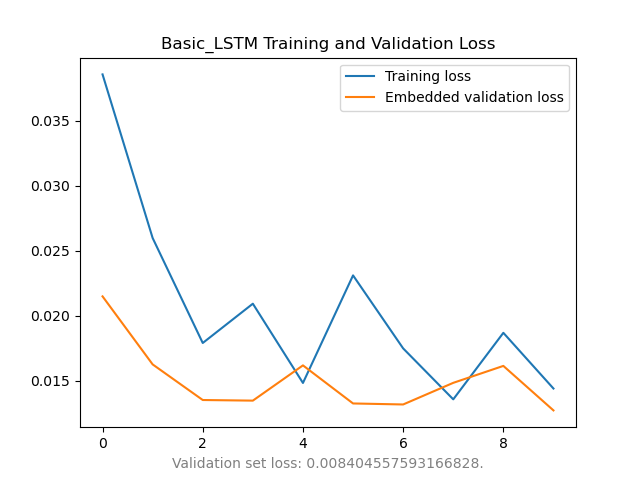 Basic_LSTM Training and Validation Loss
Training loss
Embedded validation loss
0.035
0.030
0.025
0.020
0.015
0 2 4 6 8
Validation set loss: 0.008404557593166828.